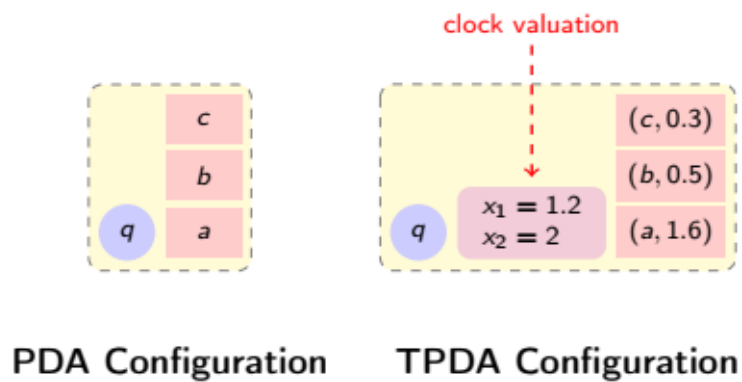 clock valuation
c
b
q
a
(c, 0.3)
(b, 0.5)
q
x₁ = 1.2
x₂ = 2
(a, 1.6)
PDA Configuration
TPDA Configuration